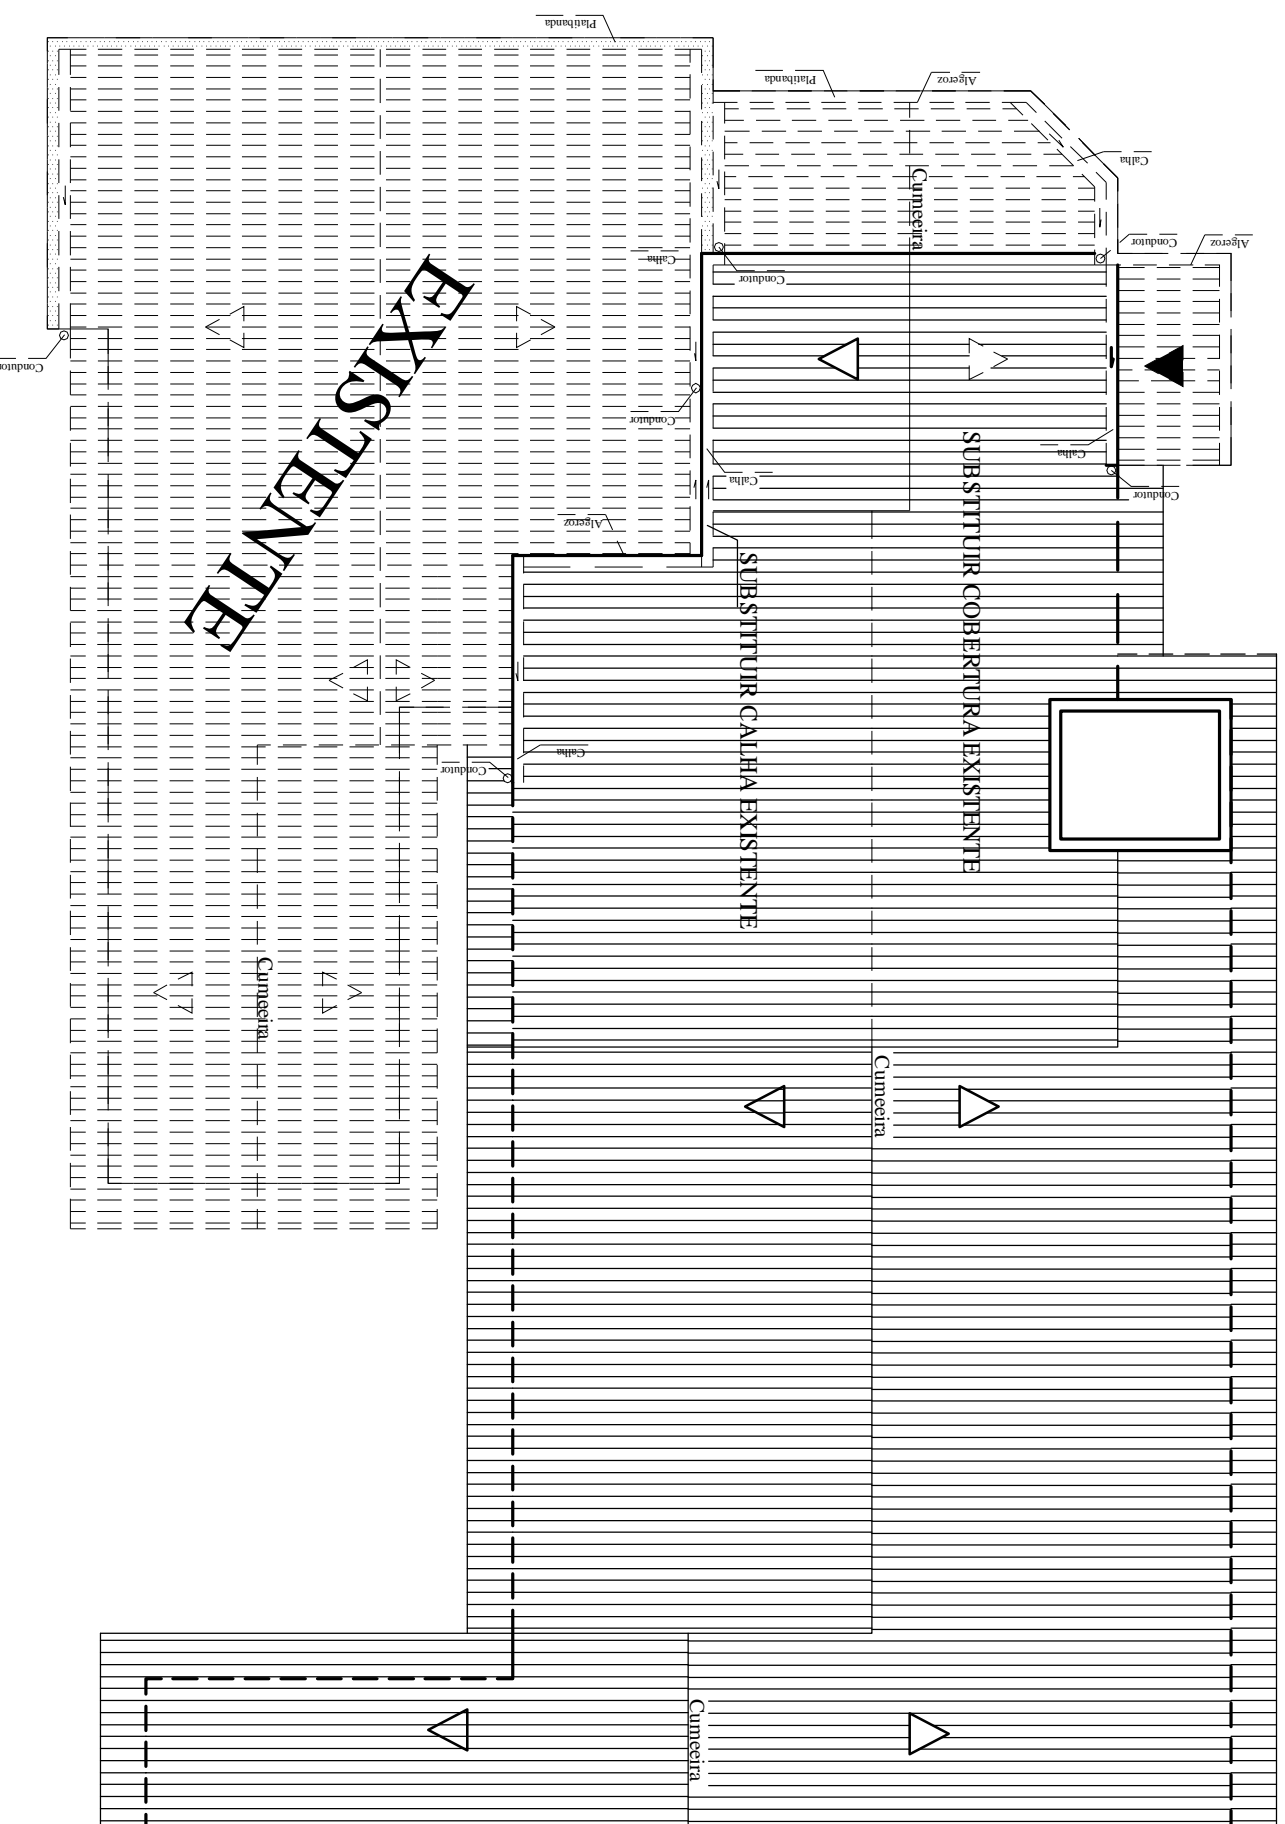 Platibanda
Platibanda
Algeroz
Calha
Cumeeira
Condutor
Algeroz
Calha
Condutor
EXISTENTE
Condutor
Condutor
Calha
Calha
Condutor
Algeroz
SUBSTITUIR COBERTURA EXISTENTE
SUBSTITUIR CALHA EXISTENTE
Calha
Condutor
Cumeeira
Cumeeira
Cumeeira